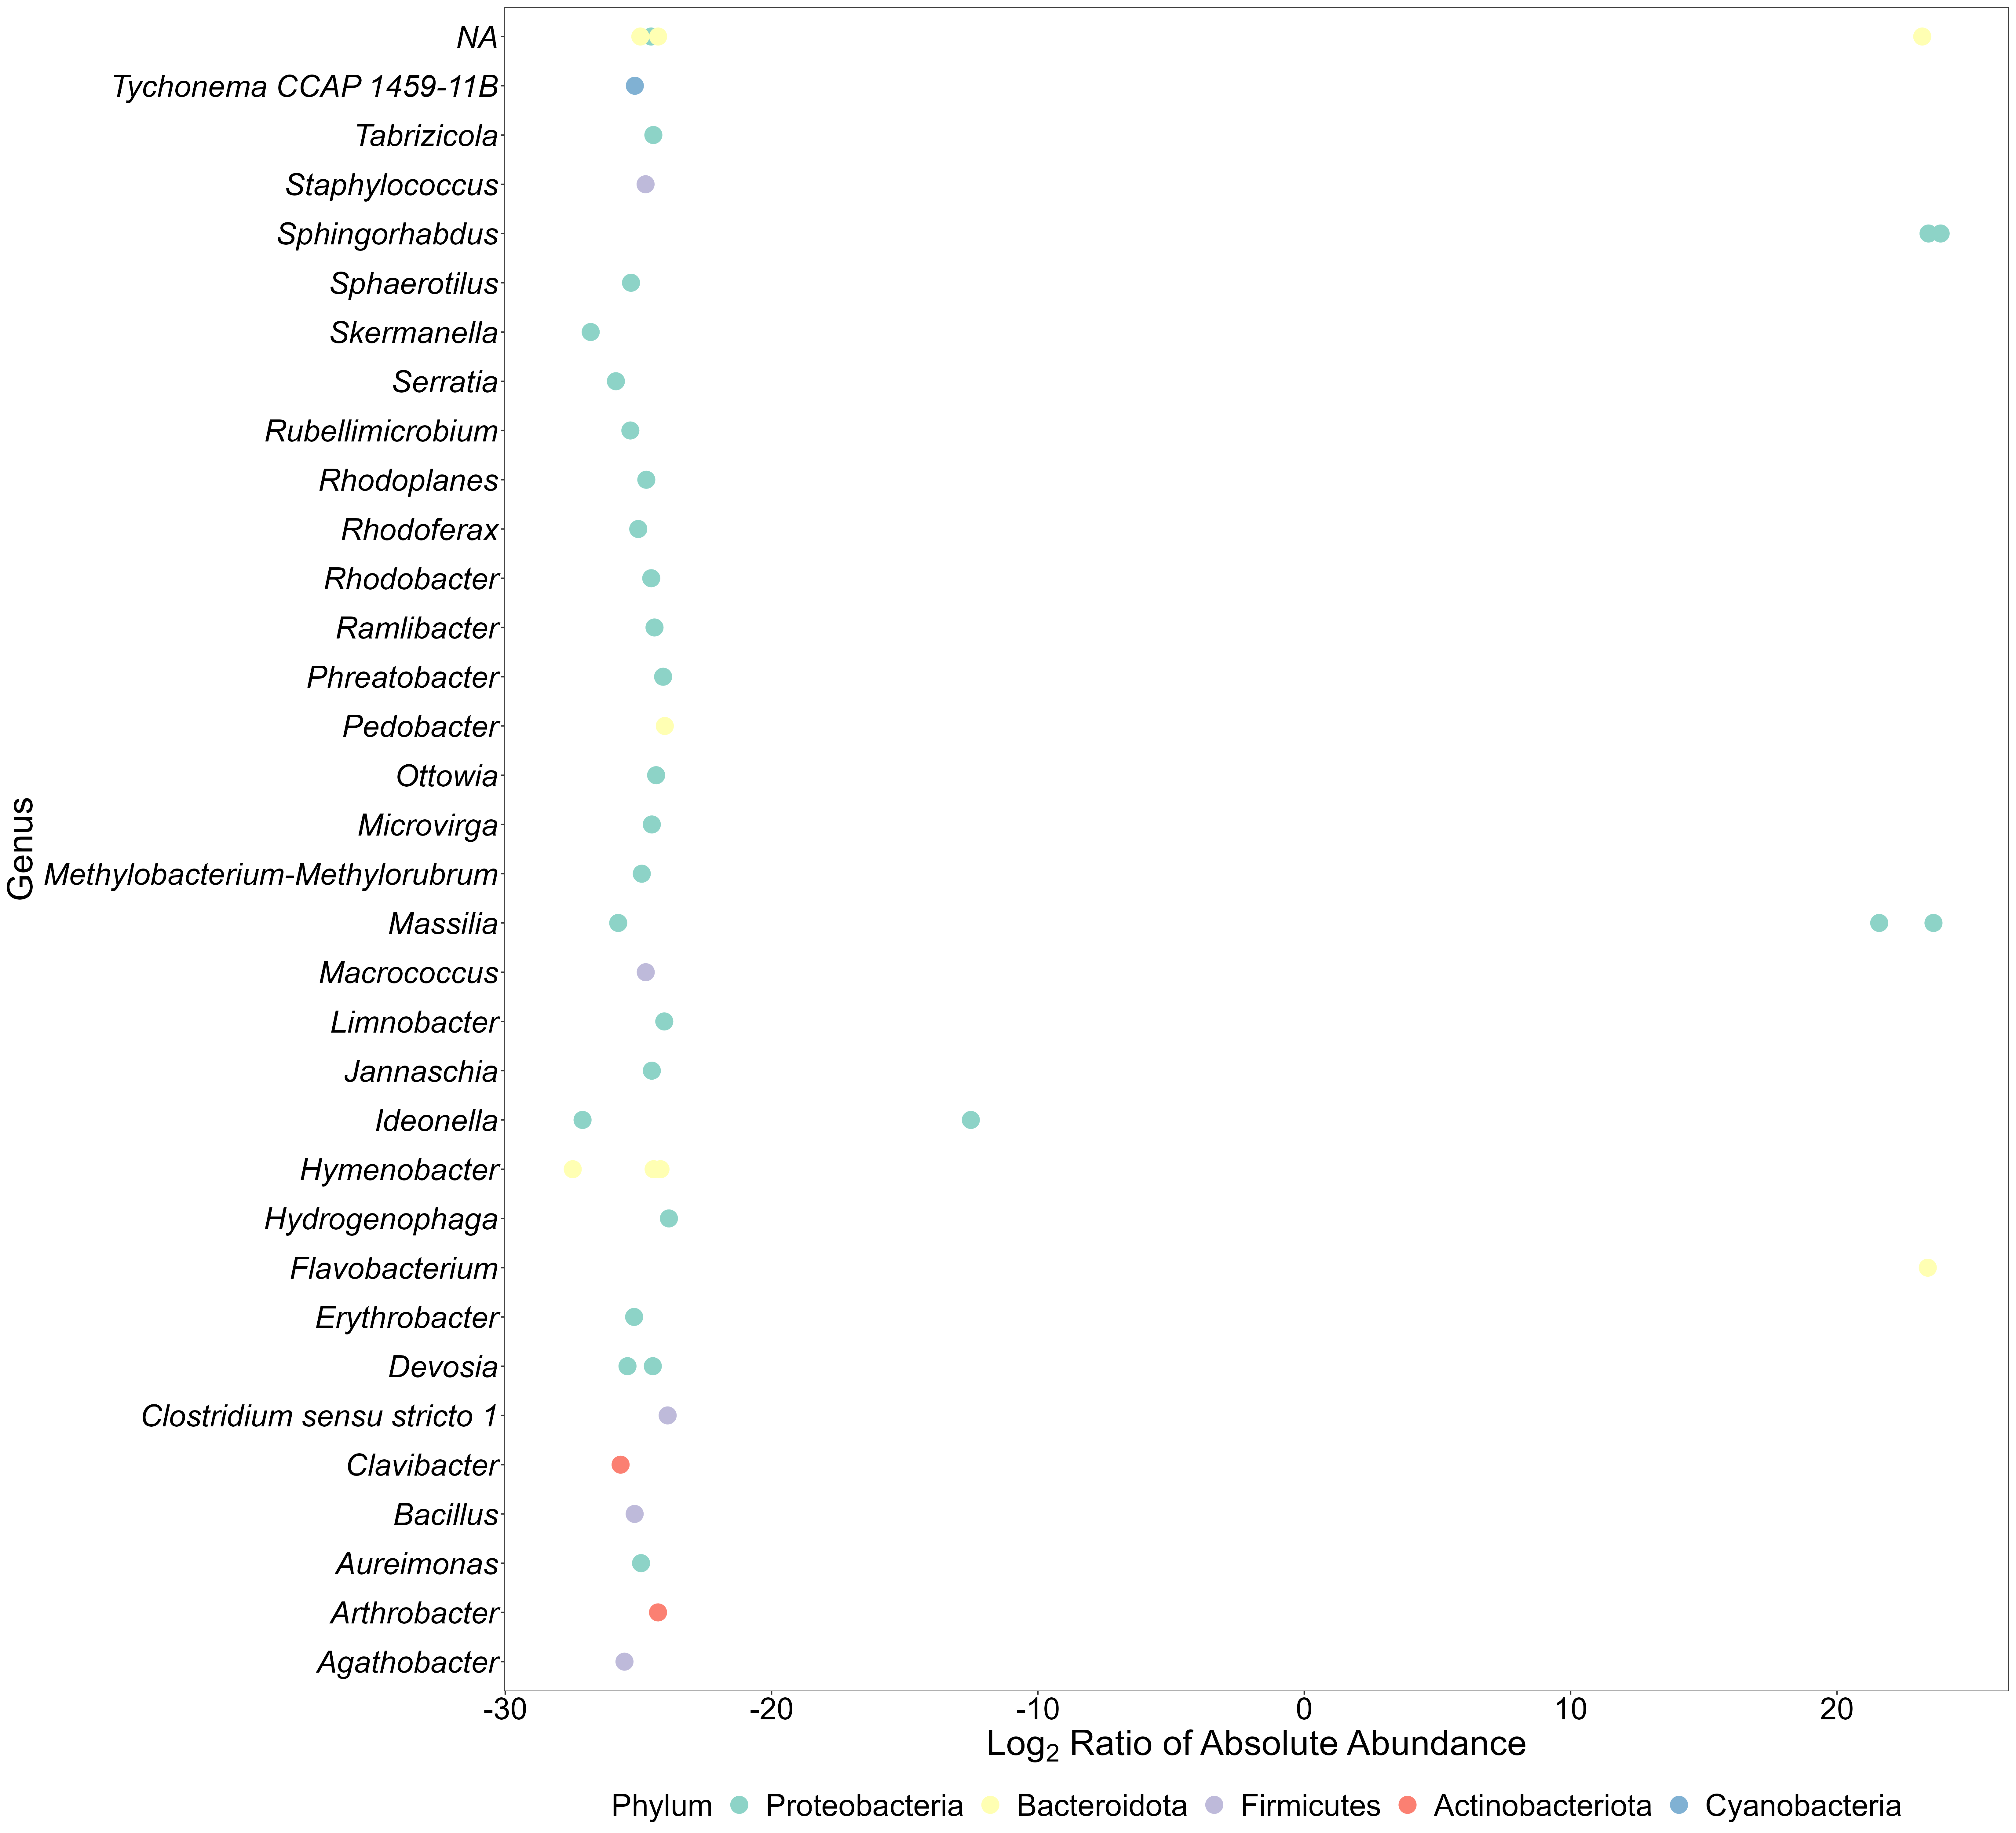 NA
Tychonema CCAP 1459-11B
Tabrizicola
Staphylococcus
Sphingorhabdus
Sphaerotilus
Skermanella
Serratia
Rubellimicrobium
Rhodoplanes
Rhodoferax
Rhodobacter
Ramlibacter
Phreatobacter
Pedobacter
Ottowia
Microvirga
Methylobacterium-Methylorubrum
Massilia
Macrococcus
Limnobacter
Jannaschia
Ideonella
Hymenobacter
Hydrogenophaga
Flavobacterium
Erythrobacter
Devosia
Clostridium sensu stricto 1
Clavibacter
Bacillus
Aureimonas
Arthrobacter
Agathobacter
Genus
-30 -20 -10 0 10 20
Log₂ Ratio of Absolute Abundance
Phylum Proteobacteria Bacteroidota Firmicutes Actinobacteriota Cyanobacteria